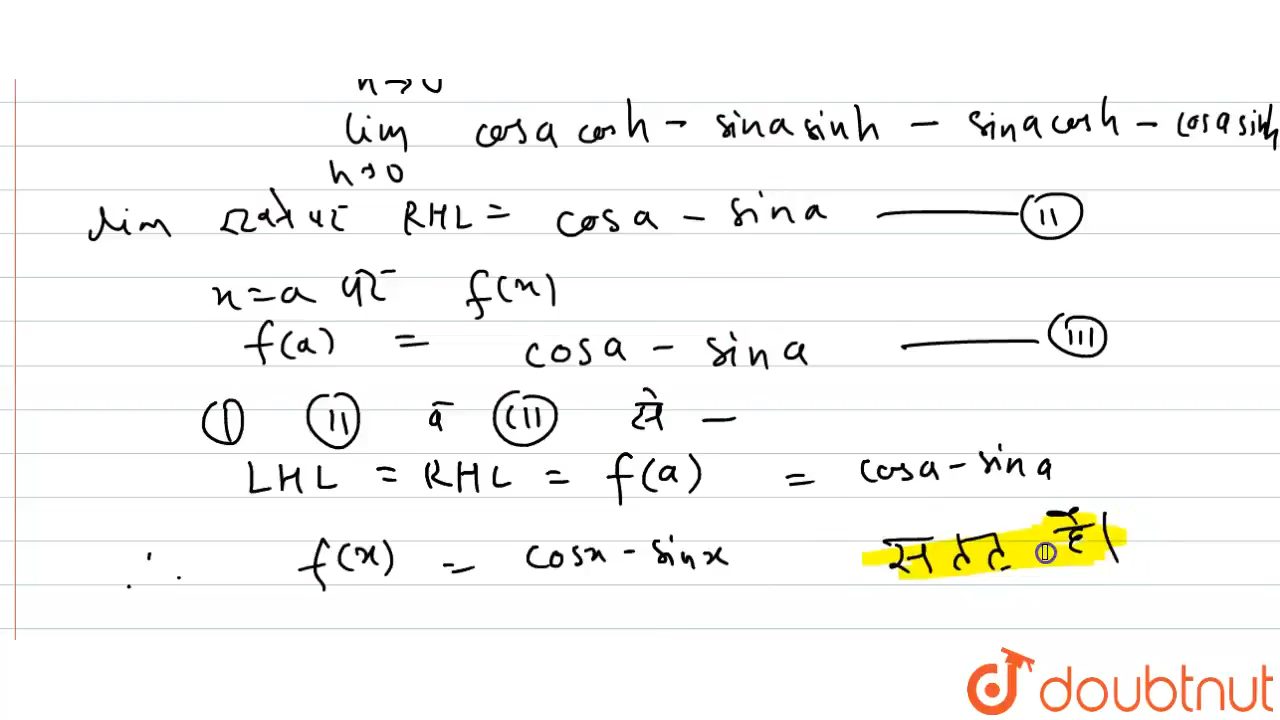 h→0
lim cosa cosh - sina sinh - sina cosh - cosa sinh
h→0
lim रखने पर RHL = cosa - sina (II)
x=a पर f(x)
f(a) = cosa - sina (III)
(I) (II) व (III) से -
LHL = RHL = f(a) = cosa - sina
∴ f(x) = cosx - sinx सतत है।
doubtnut